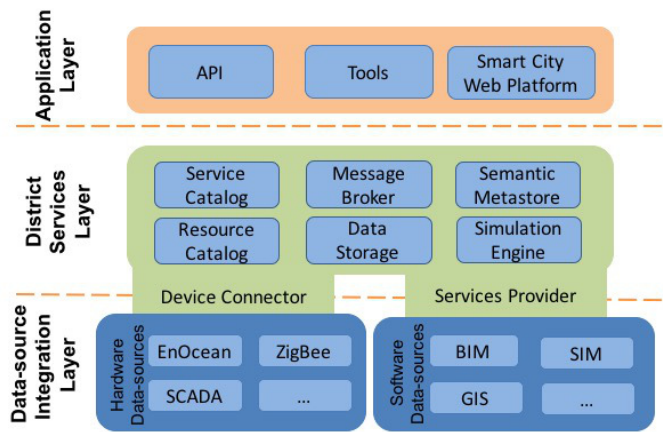 Application
Layer
API
Tools
Smart City
Web Platform
District
Services
Layer
Service
Catalog
Message
Broker
Semantic
Metastore
Resource
Catalog
Data
Storage
Simulation
Engine
Device Connector
Services Provider
Data-source
Integration
Layer
Hardware
Data-sources
EnOcean
ZigBee
SCADA
...
Software
Data-sources
BIM
SIM
GIS
...